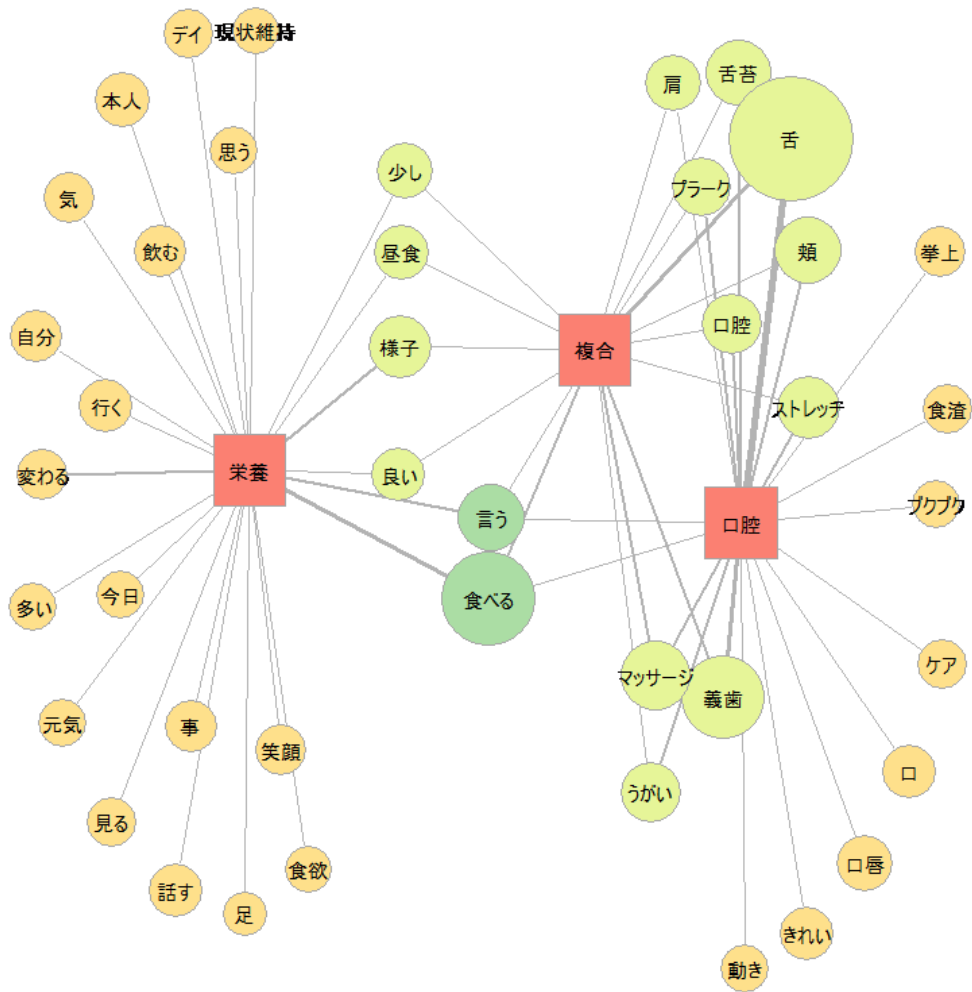 デイ
現状維持
本人
思う
気
飲む
自分
行く
変わる
栄養
多い
今日
元気
事
笑顔
見る
話す
食欲
足
少し
昼食
様子
良い
言う
食べる
複合
肩
舌苔
舌
プラーク
頬
口腔
ストレッチ
口腔
マッサージ
義歯
うがい
挙上
食渣
ブクブク
ケア
口
口唇
きれい
動き